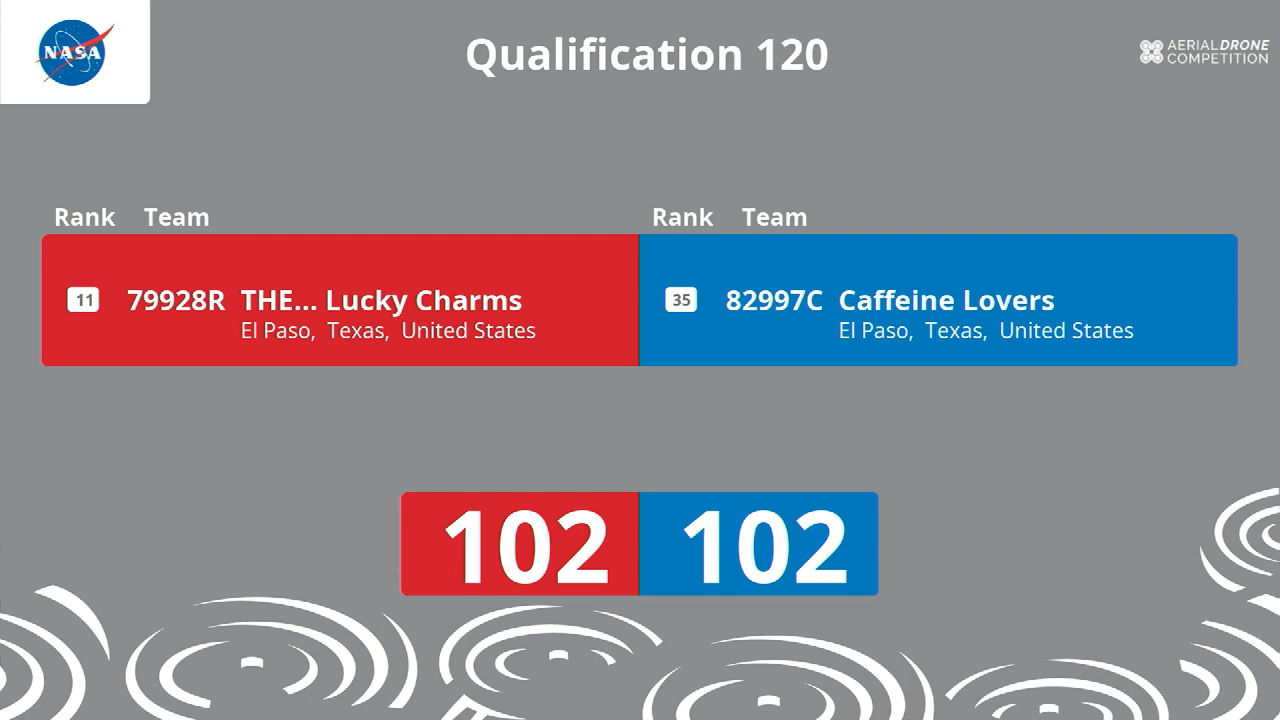 NASA
Qualification 120
AERIALDRONE
COMPETITION
Rank Team
Rank Team
11 79928R THE... Lucky Charms
El Paso, Texas, United States
35 82997C Caffeine Lovers
El Paso, Texas, United States
102 102